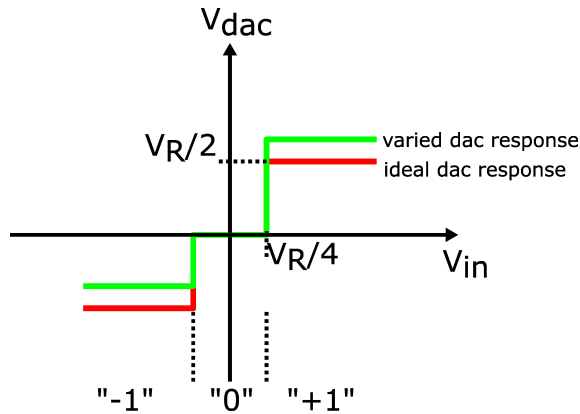 Vdac
VR/2
varied dac response
ideal dac response
VR/4
Vin
"-1" "0" "+1"